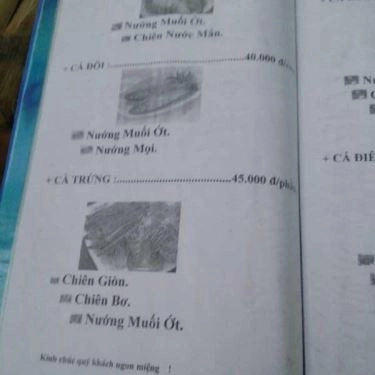 Nướng Muối Ớt.
Chiên Nước Mắn.
+ CÁ ĐỐI :.......................40.000 đ/
Nướng Muối Ớt.
Nướng Mọi.
+ CÁ TRỨNG :.......................45.000 đ/phần
Chiên Giòn.
Chiên Bơ.
Nướng Muối Ớt.
Kính chúc quý khách ngon miệng !
+ CÁ ĐIÊ